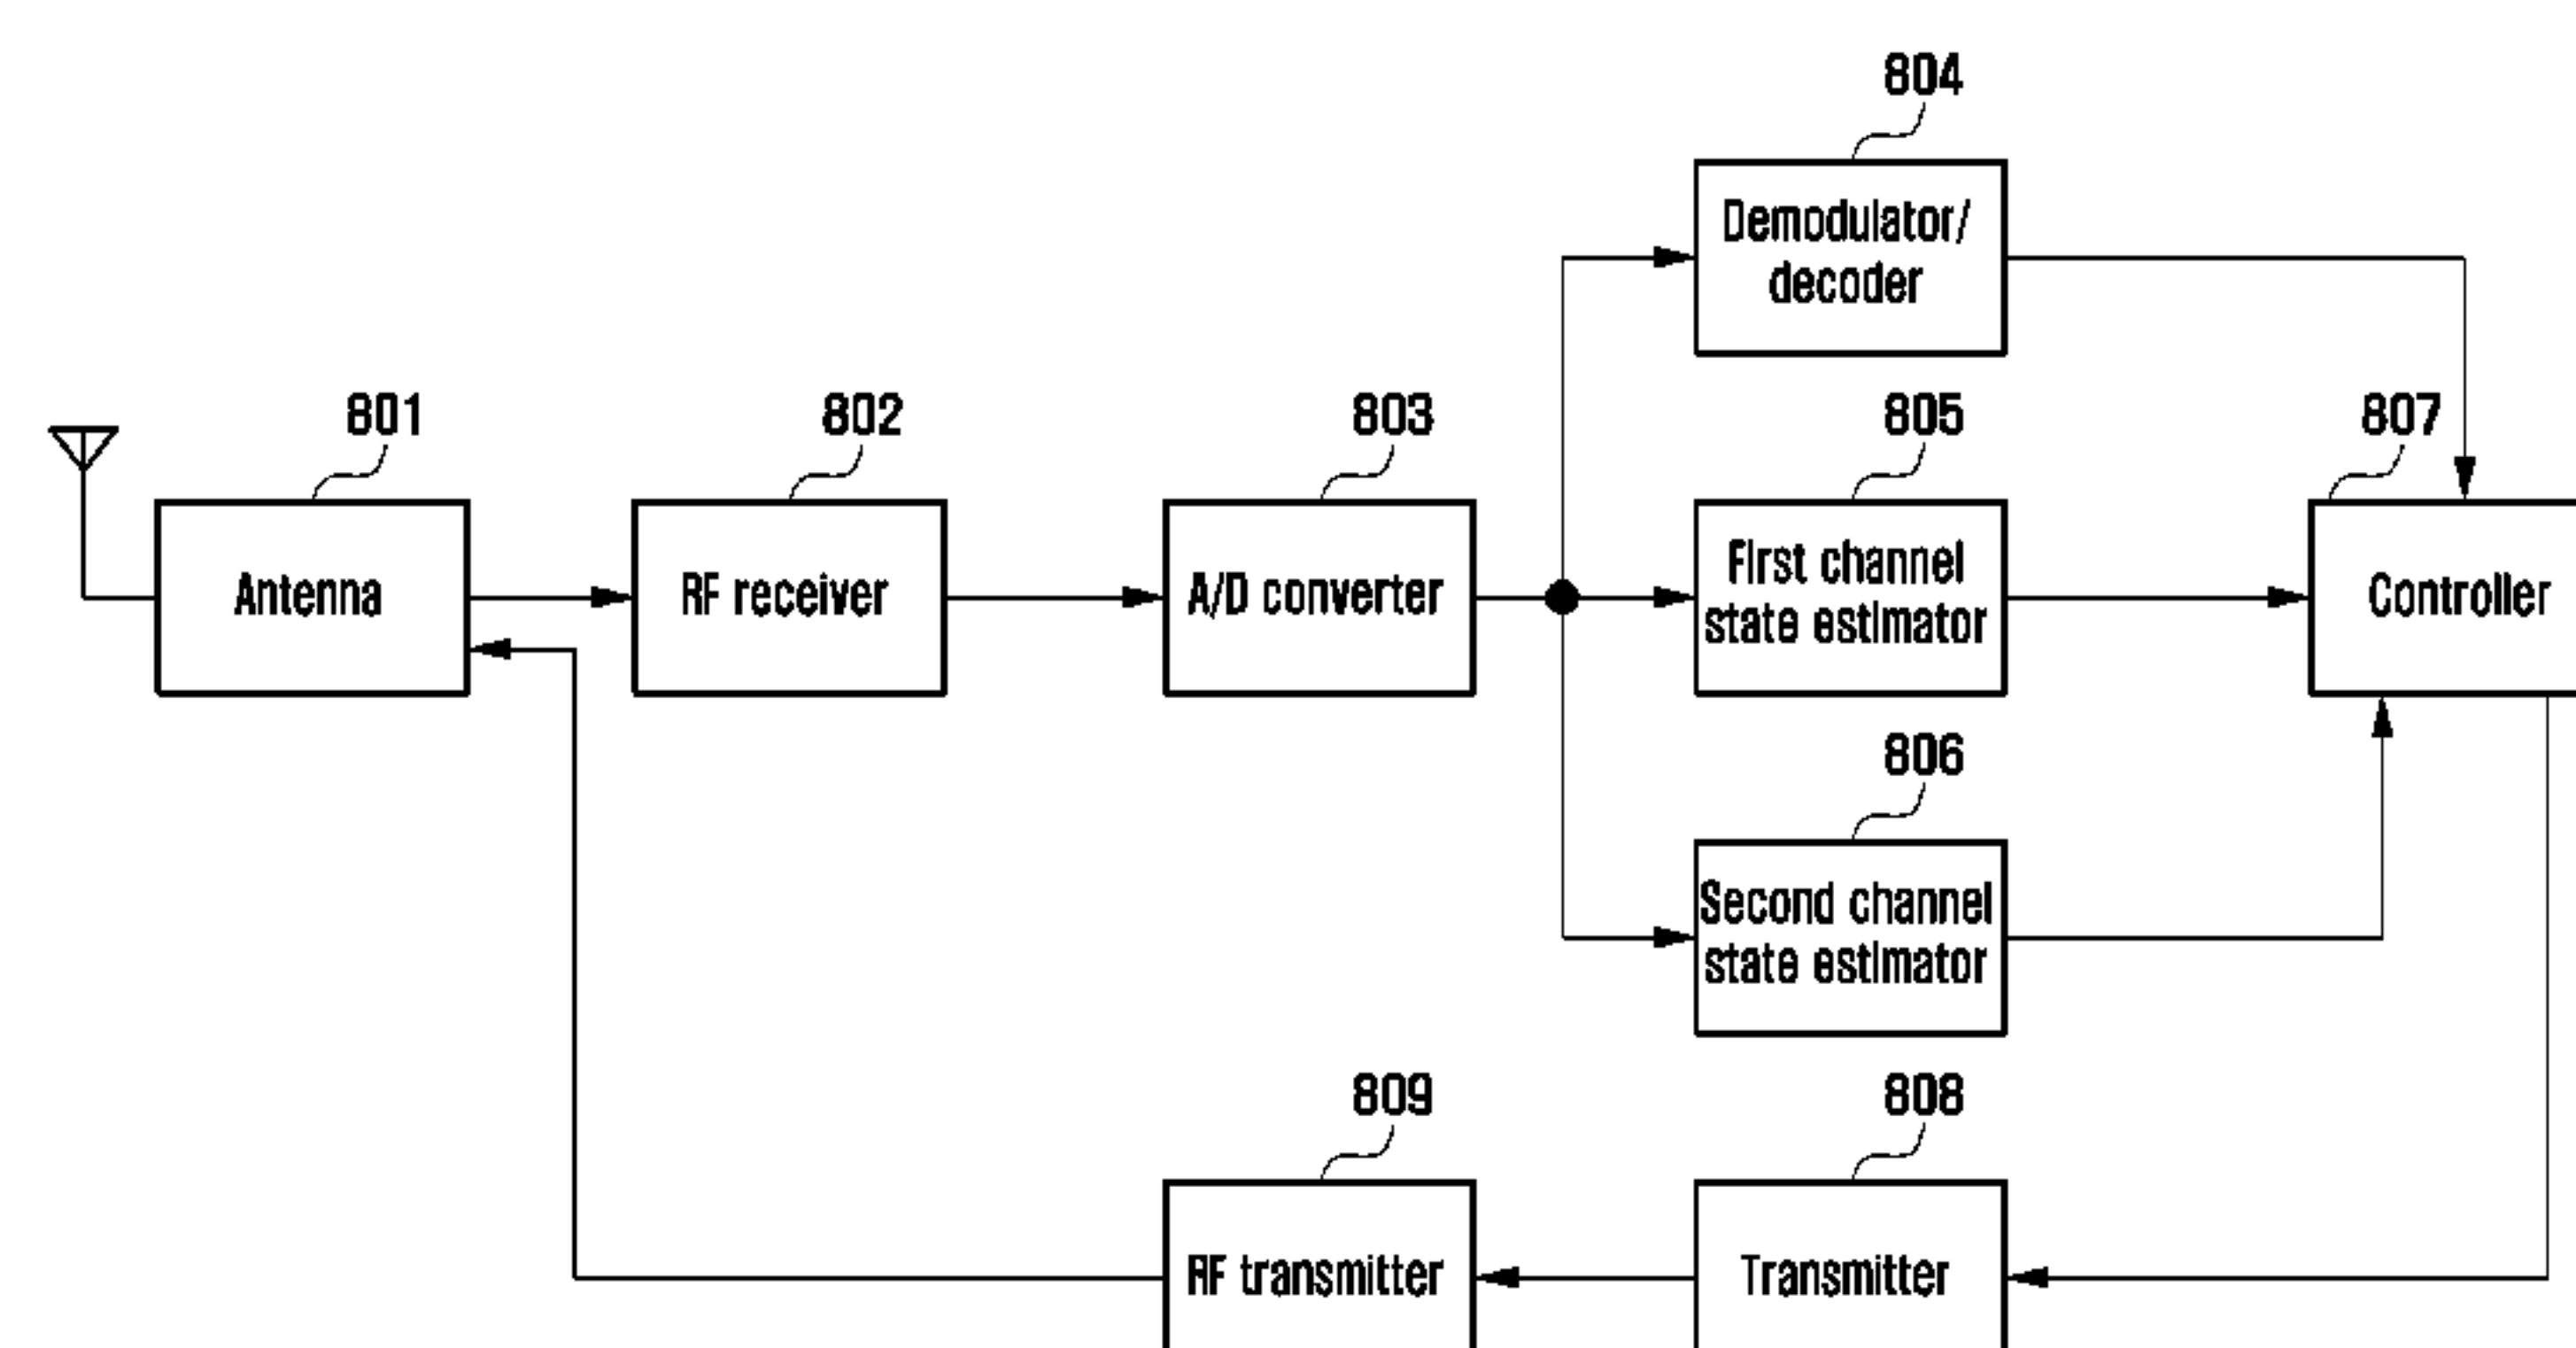 804
Demodulator/
decoder
801
802
803
805
807
Antenna
RF receiver
A/D converter
First channel
state estimator
Controller
806
Second channel
state estimator
809
808
RF transmitter
Transmitter